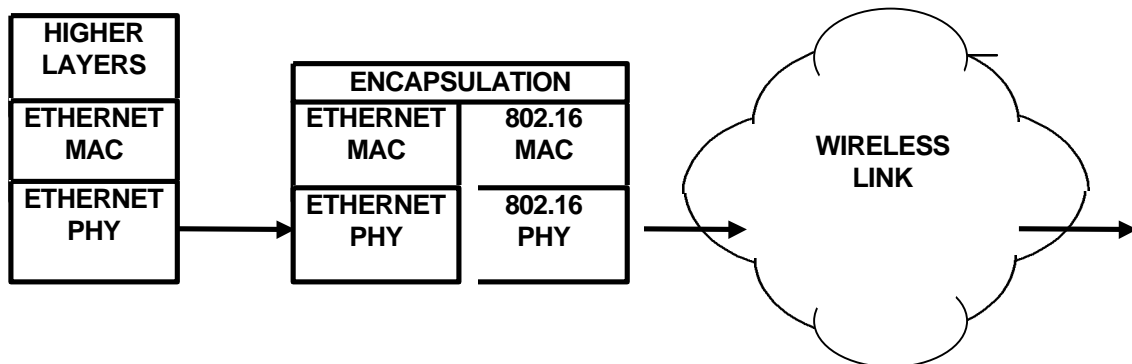 HIGHER
LAYERS
ETHERNET
MAC
ETHERNET
PHY
ENCAPSULATION
ETHERNET
MAC
802.16
MAC
ETHERNET
PHY
802.16
PHY
WIRELESS
LINK